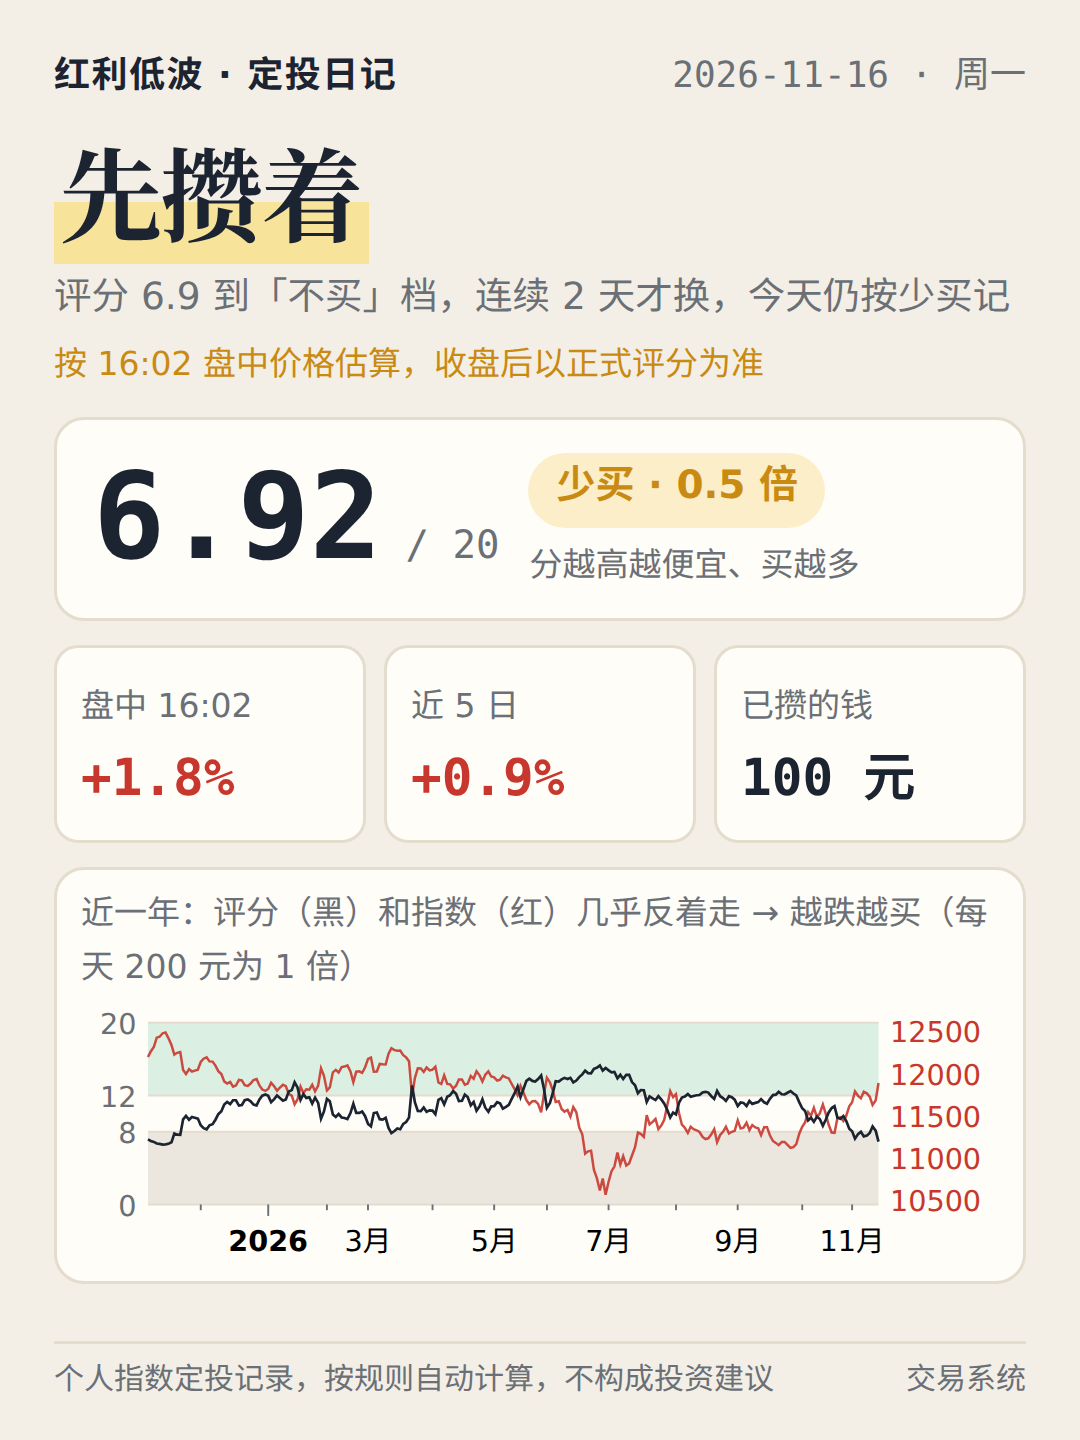 红利低波 · 定投日记
2026-11-16 · 周一
先攒着
评分 6.9 到「不买」档，连续 2 天才换，今天仍按少买记
按 16:02 盘中价格估算，收盘后以正式评分为准
6.92 / 20
少买 · 0.5 倍
分越高越便宜、买越多
盘中 16:02
+1.8%
近 5 日
+0.9%
已攒的钱
100 元
近一年：评分（黑）和指数（红）几乎反着走 → 越跌越买（每
天 200 元为 1 倍）
20
12
8
0
12500
12000
11500
11000
10500
2026 3月 5月 7月 9月 11月
个人指数定投记录，按规则自动计算，不构成投资建议
交易系统